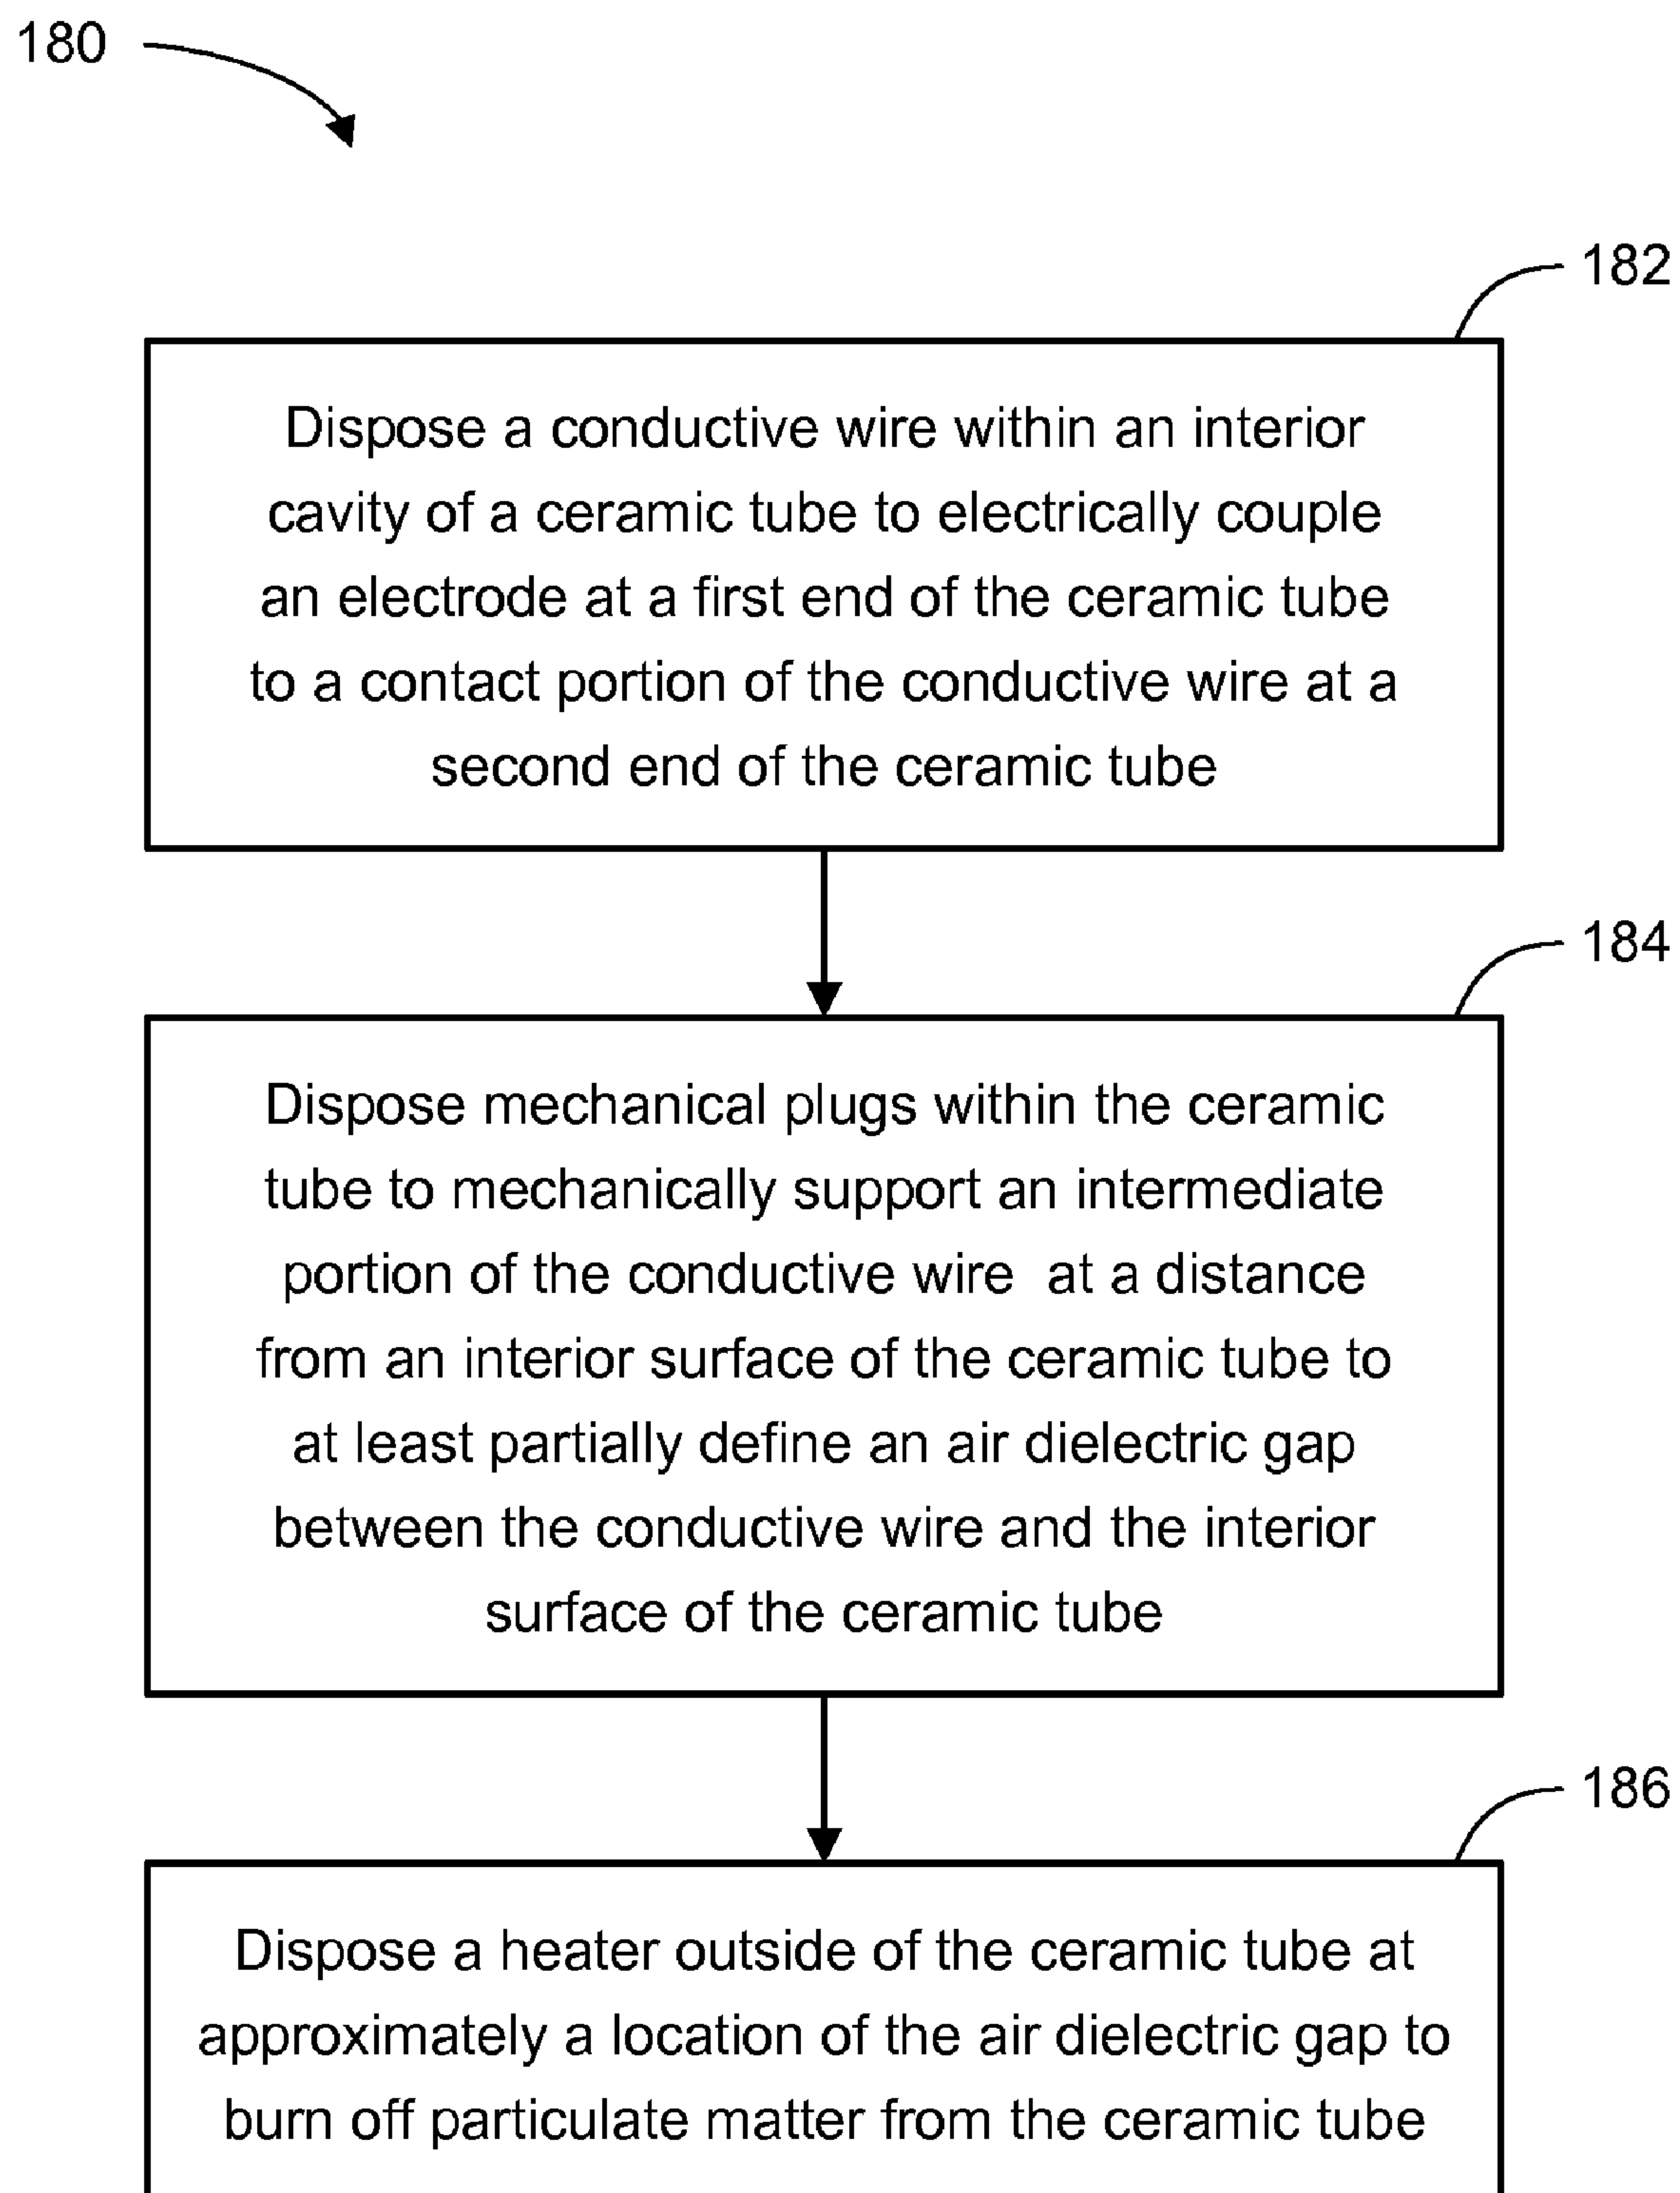 180
182
Dispose a conductive wire within an interior
cavity of a ceramic tube to electrically couple
an electrode at a first end of the ceramic tube
to a contact portion of the conductive wire at a
second end of the ceramic tube
184
Dispose mechanical plugs within the ceramic
tube to mechanically support an intermediate
portion of the conductive wire  at a distance
from an interior surface of the ceramic tube to
at least partially define an air dielectric gap
between the conductive wire and the interior
surface of the ceramic tube
186
Dispose a heater outside of the ceramic tube at
approximately a location of the air dielectric gap to
burn off particulate matter from the ceramic tube